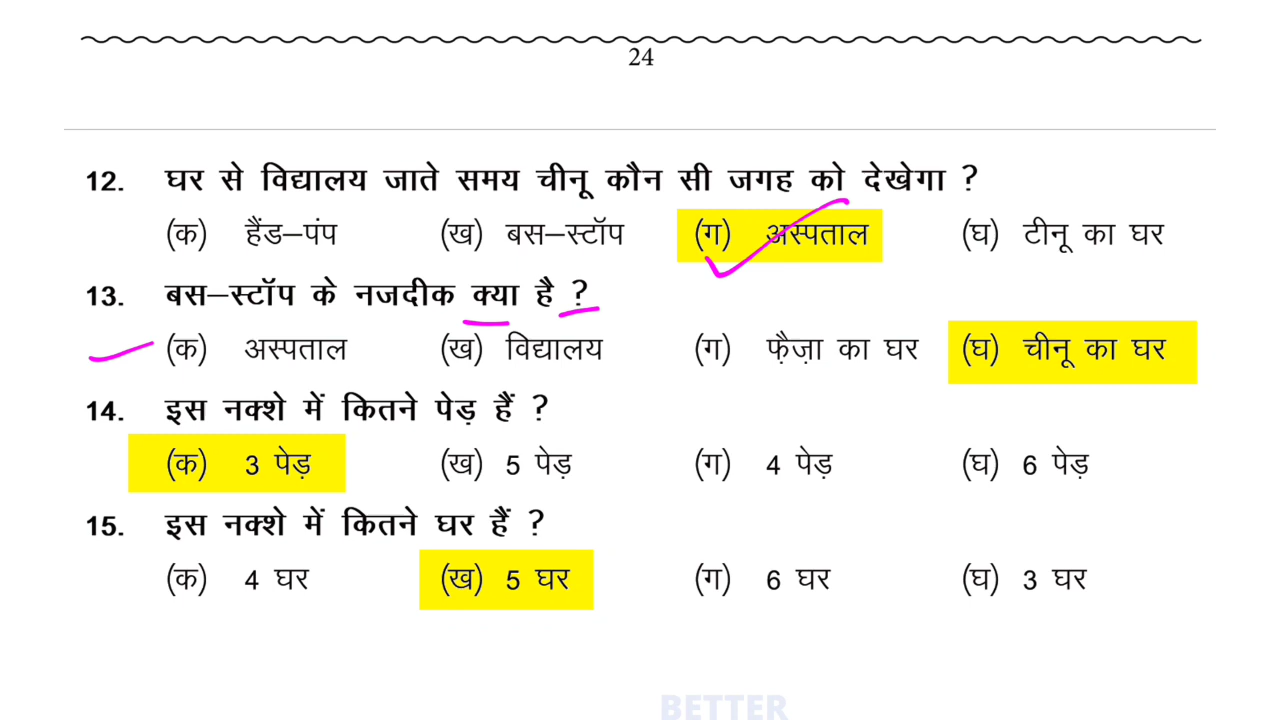 24
12. घर से विद्यालय जाते समय चीनू कौन सी जगह को देखेगा ?
(क) हैंड–पंप (ख) बस–स्टॉप (ग) अस्पताल (घ) टीनू का घर
13. बस–स्टॉप के नजदीक क्या है ?
(क) अस्पताल (ख) विद्यालय (ग) फ़ैज़ा का घर (घ) चीनू का घर
14. इस नक्शे में कितने पेड़ हैं ?
(क) 3 पेड़ (ख) 5 पेड़ (ग) 4 पेड़ (घ) 6 पेड़
15. इस नक्शे में कितने घर हैं ?
(क) 4 घर (ख) 5 घर (ग) 6 घर (घ) 3 घर
BETTER